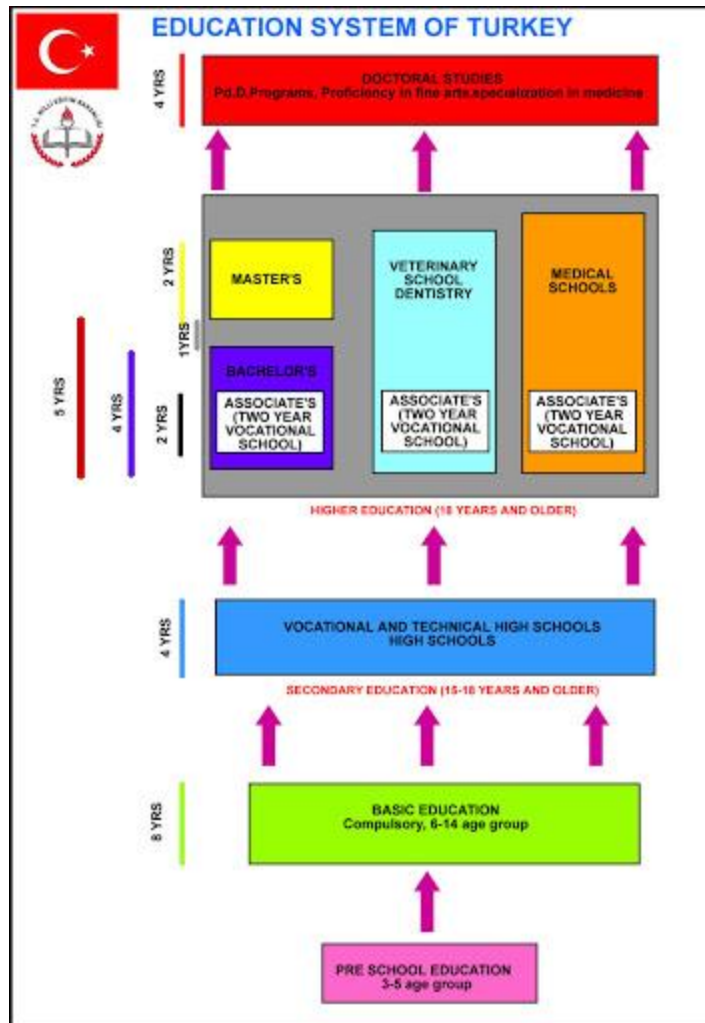 EDUCATION SYSTEM OF TURKEY
4 YRS
DOCTORAL STUDIES
Pd.D.Programs, Proficiency in fine arts,specialization in medicine
2 YRS
MASTER'S
VETERINARY
SCHOOL
DENTISTRY
MEDICAL
SCHOOLS
1YRS
5 YRS
4 YRS
2 YRS
BACHELOR'S
ASSOCIATE'S
(TWO YEAR
VOCATIONAL
SCHOOL)
ASSOCIATE'S
(TWO YEAR
VOCATIONAL
SCHOOL)
ASSOCIATE'S
(TWO YEAR
VOCATIONAL
SCHOOL)
HIGHER EDUCATION (18 YEARS AND OLDER)
4 YRS
VOCATIONAL AND TECHNICAL HIGH SCHOOLS
HIGH SCHOOLS
SECONDARY EDUCATION (15-18 YEARS AND OLDER)
8 YRS
BASIC EDUCATION
Compulsory, 6-14 age group
PRE SCHOOL EDUCATION
3-5 age group